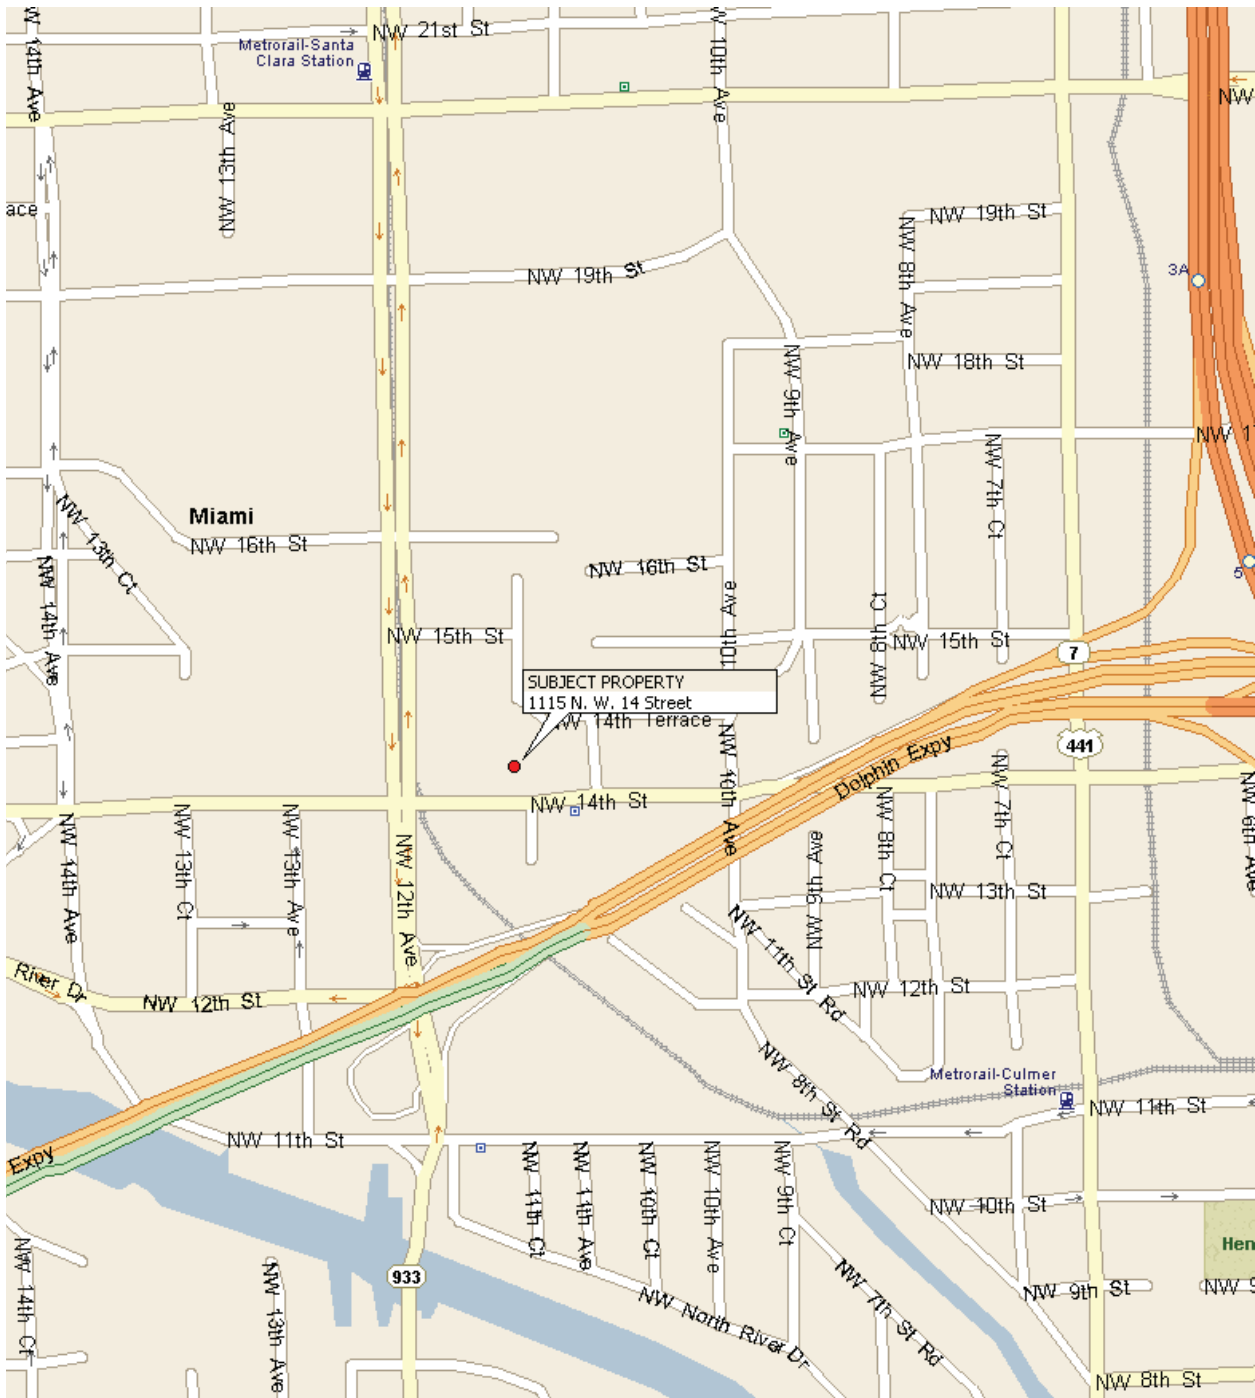 NW 21st St
NW 14th Ave
NW 10th Ave
Metrorail-Santa
Clara Station
NW
NW 13th Ave
ace
NW 19th St
NW 8th Ave
NW 19th St
3A
NW 9th Ave
NW 18th St
NW 17
NW 7th Ct
NW 13th Ct
Miami
NW 16th St
NW 16th St
NW 14th Ave
5
10th Ave
NW 8th Ct
NW 15th St
NW 15th St
7
SUBJECT PROPERTY
1115 N. W. 14 Street
NW 14th Terrace
441
NW 10th Ave
Dolphin Expy
NW 7th Ct
NW 6th Ave
NW 14th St
NW 8th Ct
NW 14th Ave
NW 13th Ct
NW 13th Ave
NW 12th Ave
NW 9th Ave
NW 13th St
NW 11th St Rd
River Dr
NW 12th St
NW 12th St
NW 8th St Rd
Metrorail-Culmer
Station
NW 11th St
NW 11th St
Expy
NW 11th Ct
NW 11th Ave
NW 10th Ct
NW 10th Ave
NW 9th Ct
NW 10th St
Hen
NW 14th Ct
NW 13th Ave
933
NW 7th St Rd
NW 9th St
NW 9
NW North River Dr
NW 8th St